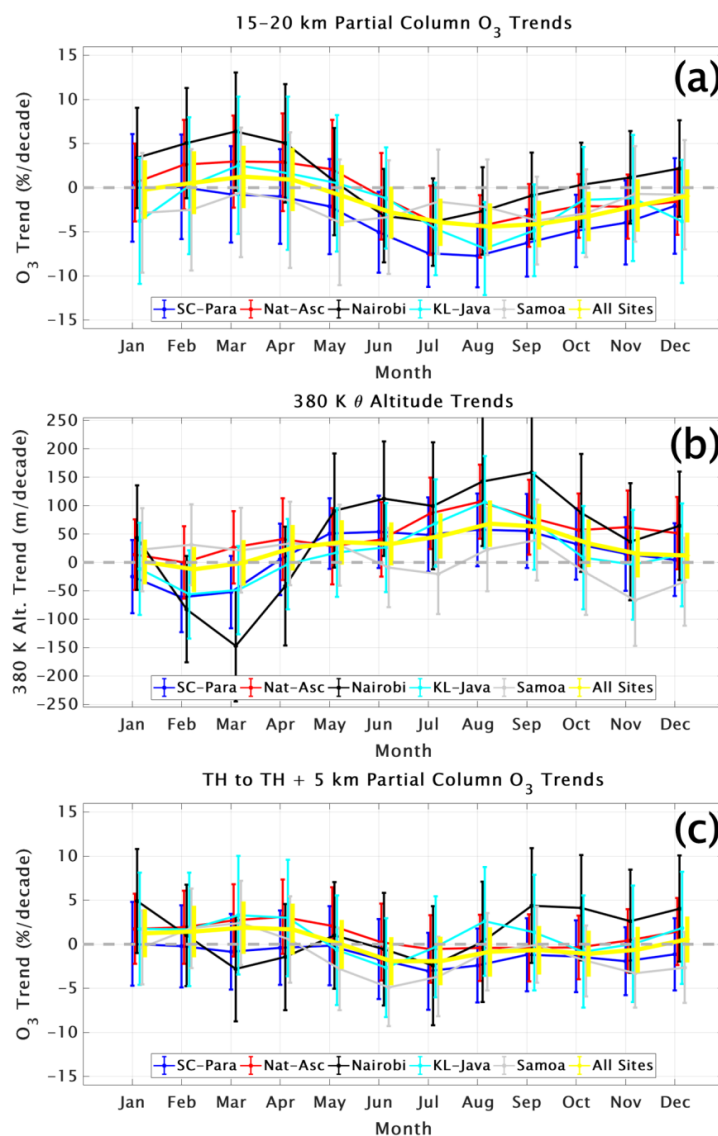 15–20 km Partial Column O3 Trends
(a)
O3 Trend (%/decade)
15
10
5
0
−5
−10
−15
SC–Para Nat–Asc Nairobi KL–Java Samoa All Sites
Jan Feb Mar Apr May Jun Jul Aug Sep Oct Nov Dec
Month
380 K θ Altitude Trends
(b)
380 K Alt. Trend (m/decade)
250
200
150
100
50
0
−50
−100
−150
−200
−250
SC–Para Nat–Asc Nairobi KL–Java Samoa All Sites
Jan Feb Mar Apr May Jun Jul Aug Sep Oct Nov Dec
Month
TH to TH + 5 km Partial Column O3 Trends
(c)
O3 Trend (%/decade)
15
10
5
0
−5
−10
−15
SC–Para Nat–Asc Nairobi KL–Java Samoa All Sites
Jan Feb Mar Apr May Jun Jul Aug Sep Oct Nov Dec
Month